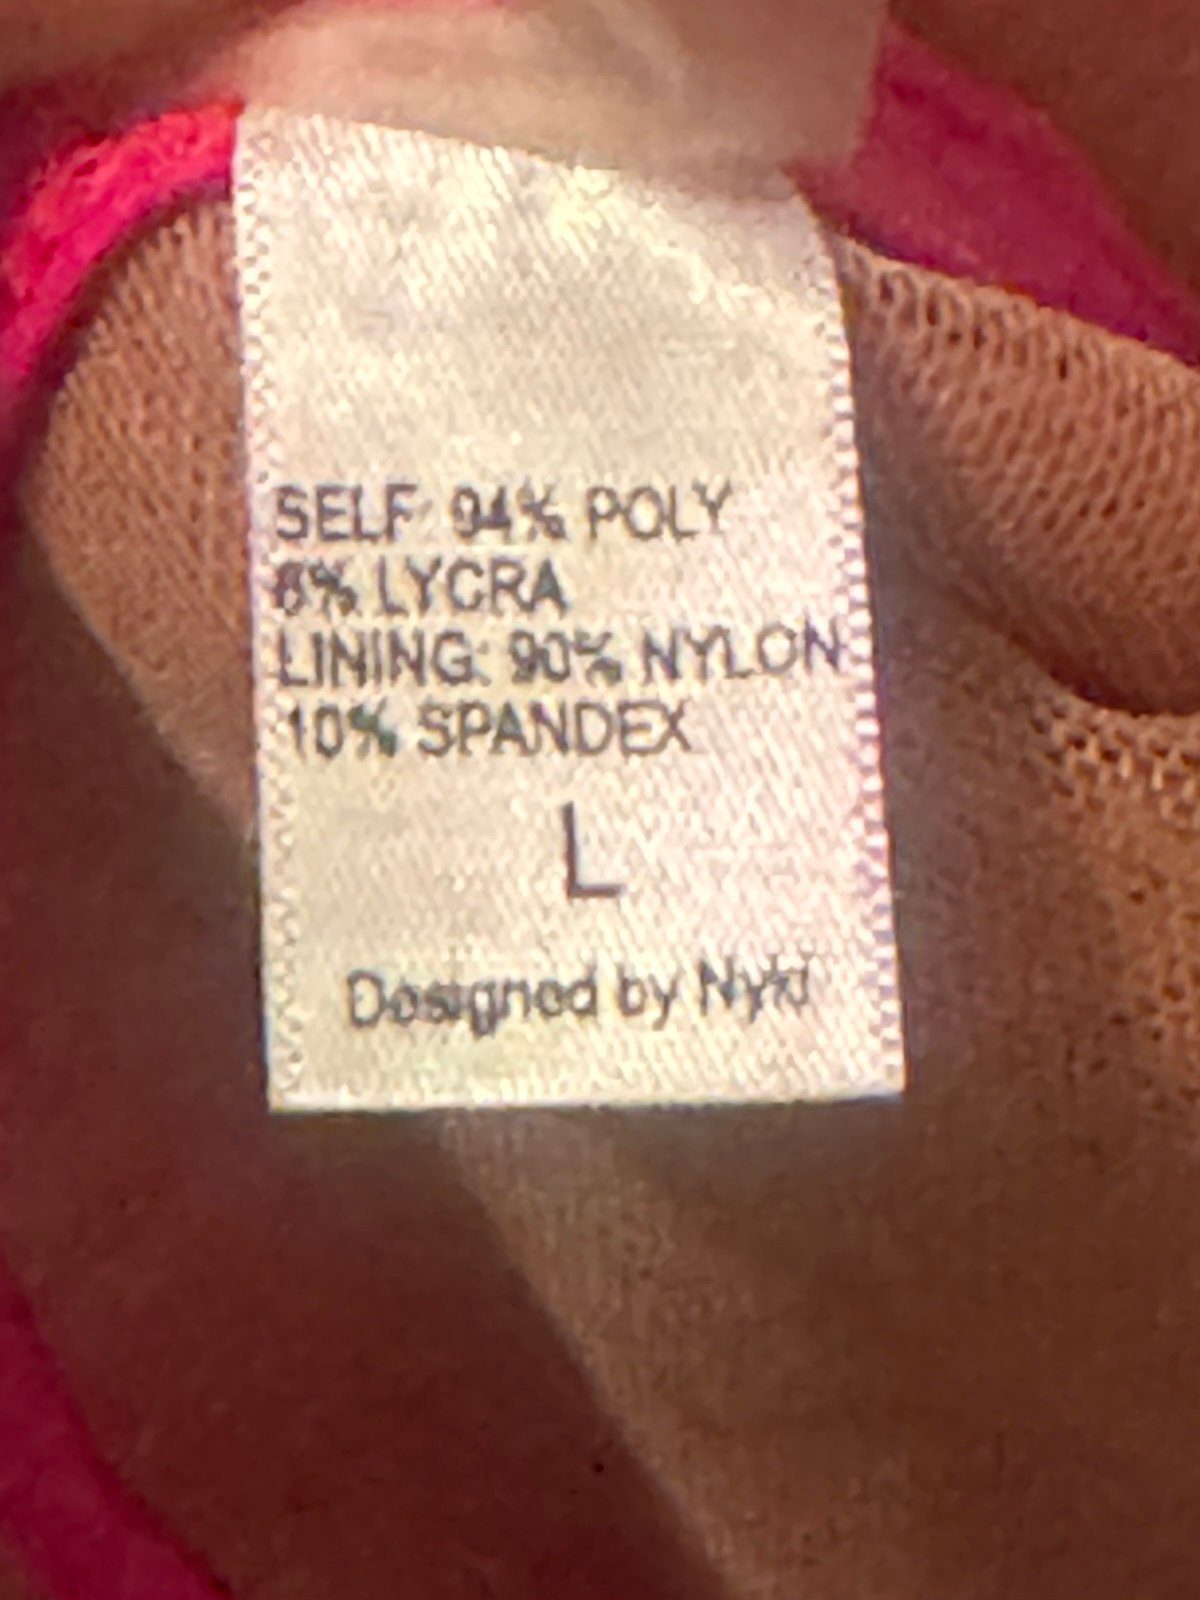 SELF: 94% POLY
6% LYCRA
LINING: 90% NYLON
10% SPANDEX
L
Designed by